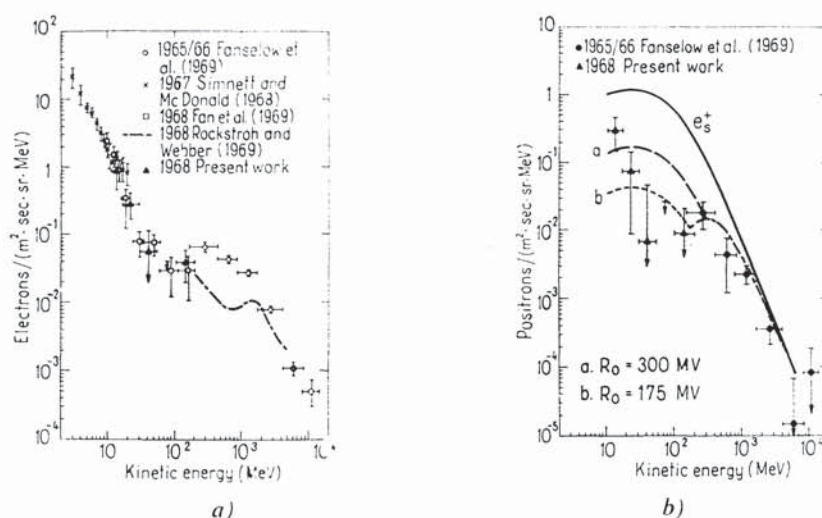 10²
10
1
10⁻¹
10⁻²
10⁻³
10⁻⁴
Electrons/(m²·sec·sr·MeV)
1965/66 Fanselow et
al. (1969)
1967 Simnett and
McDonald (1968)
1968 Fan et al. (1969)
1968 Rockstroh and
Webber (1969)
1968 Present work
10
10²
10³
10⁴
Kinetic energy (MeV)
a)
10¹
1
10⁻¹
10⁻²
10⁻³
10⁻⁴
10⁻⁵
Positrons/(m²·sec·sr·MeV)
1965/66 Fanselow et al. (1969)
1968 Present work
e⁺ₛ
a
b
a. R₀ = 300 MV
b. R₀ = 175 MV
10
10²
10³
10⁴
Kinetic energy (MeV)
b)